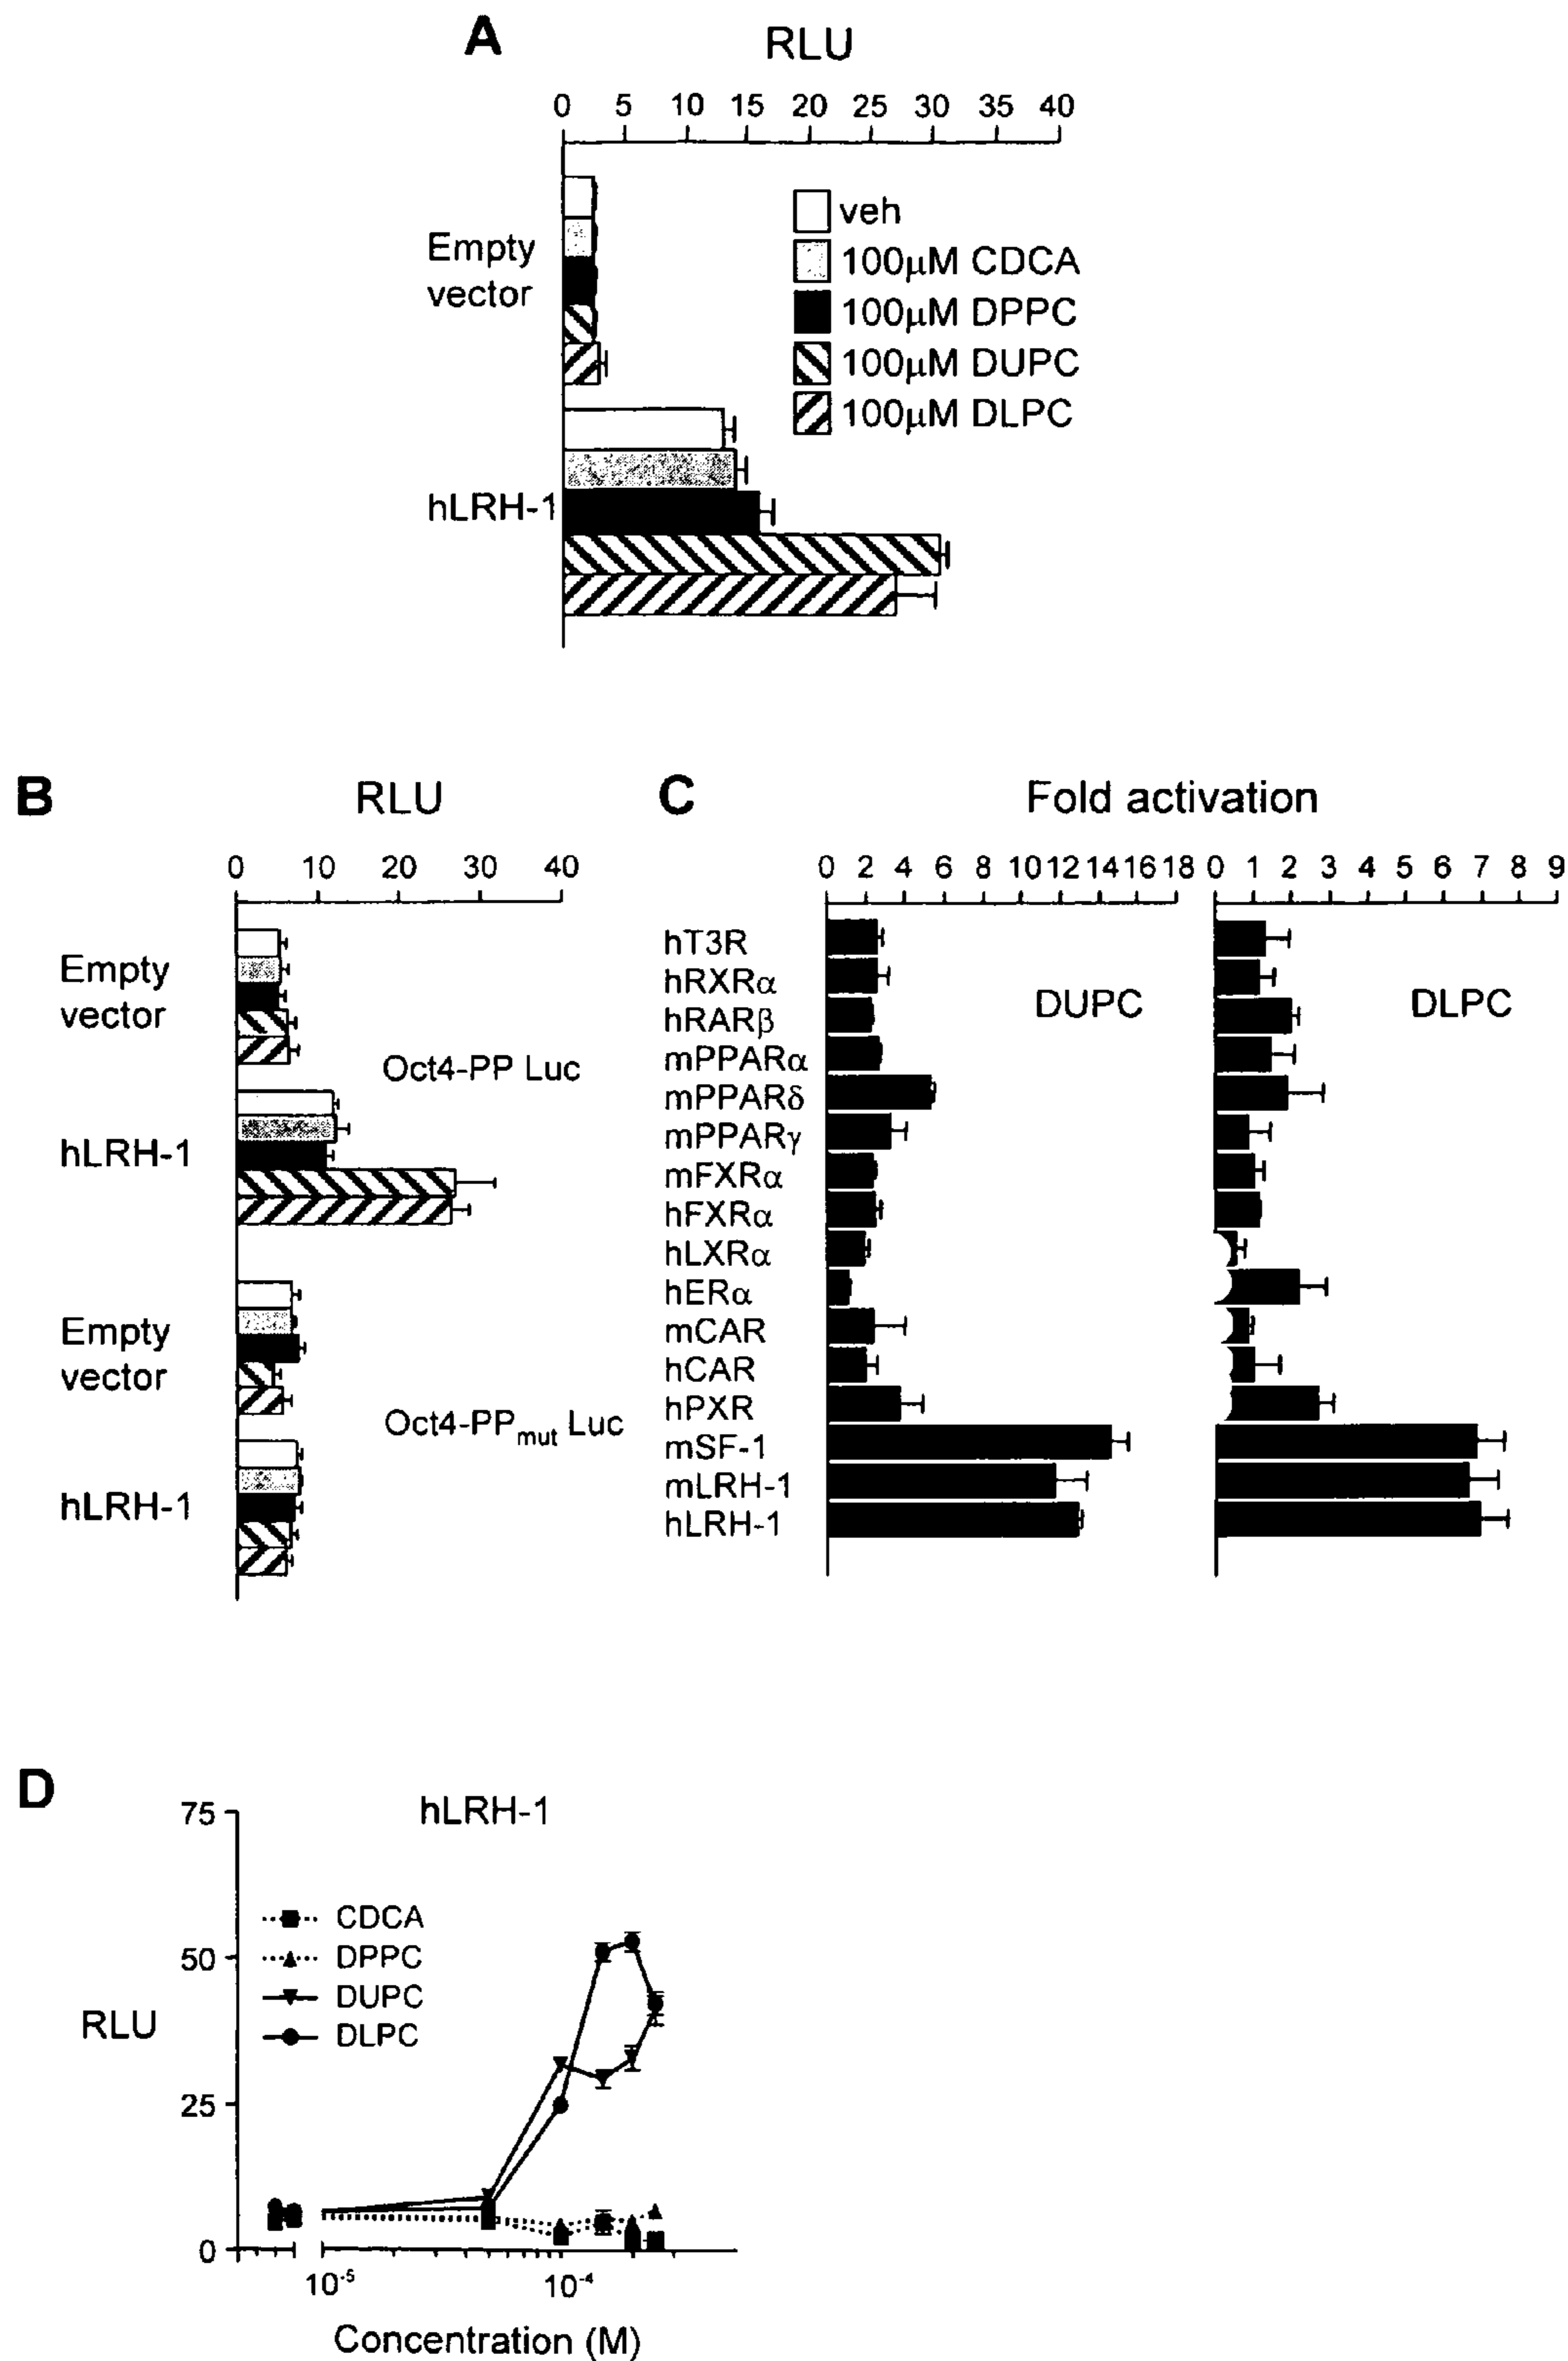 A
RLU
0 5 10 15 20 25 30 35 40
Empty
vector
hLRH-1
veh
100μM CDCA
100μM DPPC
100μM DUPC
100μM DLPC
B
RLU
0 10 20 30 40
Empty
vector
Oct4-PP Luc
hLRH-1
Empty
vector
Oct4-PPmut Luc
hLRH-1
C
Fold activation
0 2 4 6 8 10 12 14 16 18
0 1 2 3 4 5 6 7 8 9
hT3R
hRXRα
hRARβ
mPPARα
mPPARδ
mPPARγ
mFXRα
hFXRα
hLXRα
hERα
mCAR
hCAR
hPXR
mSF-1
mLRH-1
hLRH-1
DUPC
DLPC
D
hLRH-1
75
50
25
0
RLU
CDCA
DPPC
DUPC
DLPC
10-5 10-4
Concentration (M)